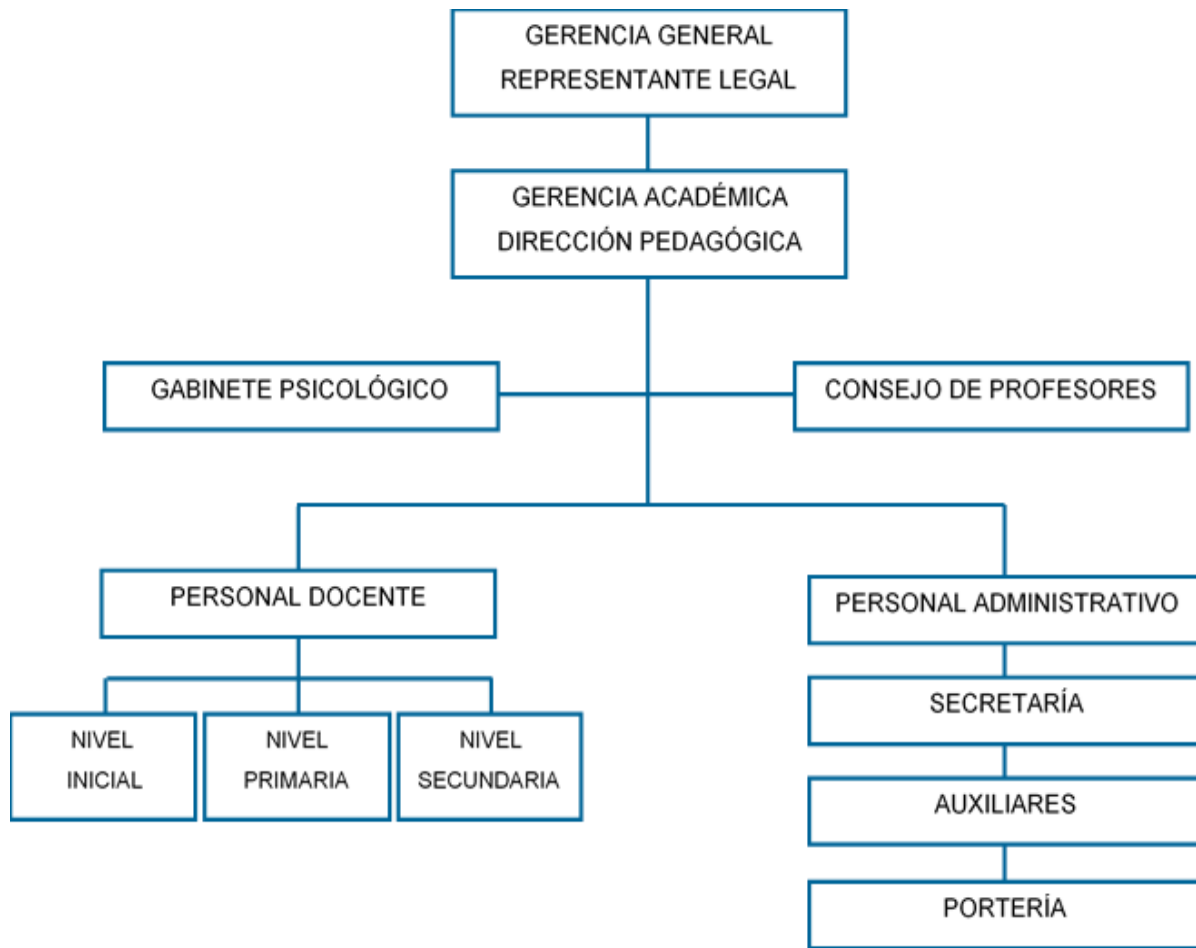 GERENCIA GENERAL
REPRESENTANTE LEGAL
GERENCIA ACADÉMICA
DIRECCIÓN PEDAGÓGICA
GABINETE PSICOLÓGICO
CONSEJO DE PROFESORES
PERSONAL DOCENTE
NIVEL
INICIAL
NIVEL
PRIMARIA
NIVEL
SECUNDARIA
PERSONAL ADMINISTRATIVO
SECRETARÍA
AUXILIARES
PORTERÍA